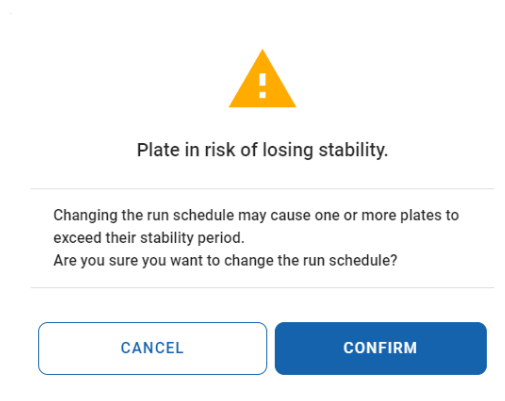 Plate in risk of losing stability.
Changing the run schedule may cause one or more plates to
exceed their stability period.
Are you sure you want to change the run schedule?
CANCEL
CONFIRM